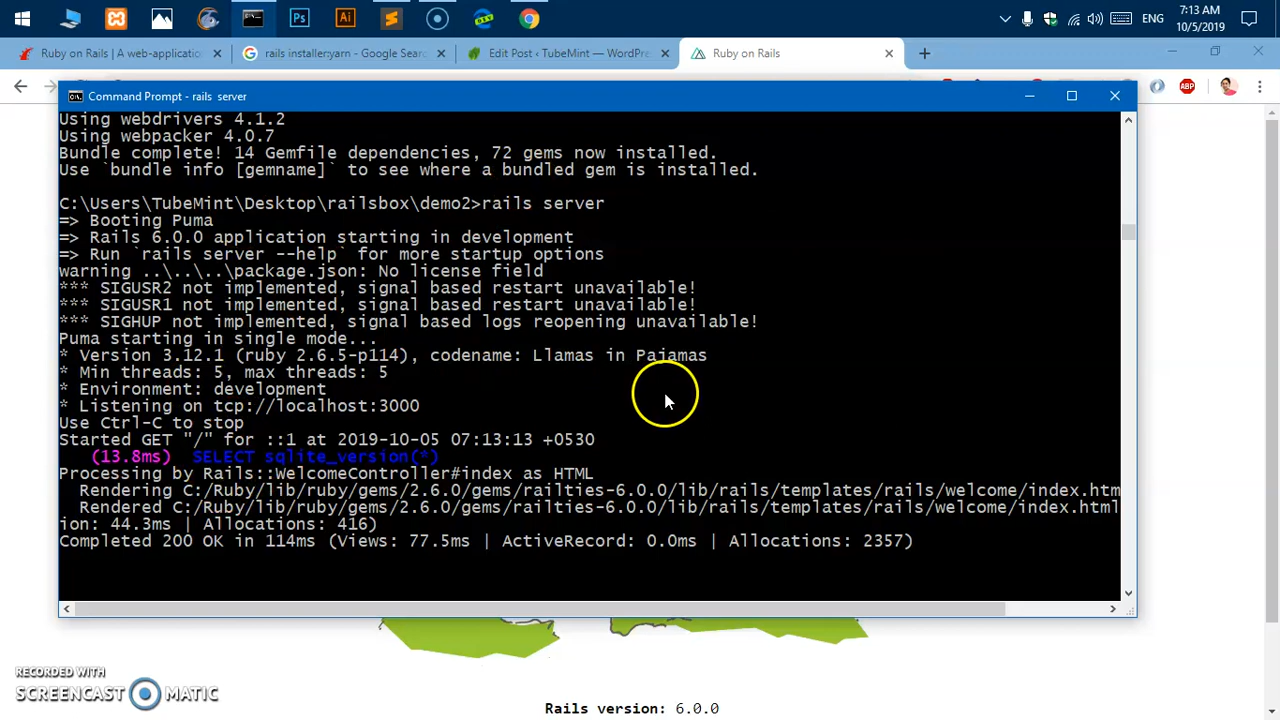 7:13 AM
ENG
10/5/2019
Ruby on Rails | A web-applicatio
rails installer:yarn - Google Sear
Edit Post ‹ TubeMint — WordPre
Ruby on Rails
ABP
Command Prompt - rails  server
Using webdrivers 4.1.2
Using webpacker 4.0.7
Bundle complete! 14 Gemfile dependencies, 72 gems now installed.
Use `bundle info [gemname]` to see where a bundled gem is installed.
C:\Users\TubeMint\Desktop\railsbox\demo2>rails server
=> Booting Puma
=> Rails 6.0.0 application starting in development
=> Run `rails server --help` for more startup options
warning ..\..\..\package.json: No license field
*** SIGUSR2 not implemented, signal based restart unavailable!
*** SIGUSR1 not implemented, signal based restart unavailable!
*** SIGHUP not implemented, signal based logs reopening unavailable!
Puma starting in single mode...
* Version 3.12.1 (ruby 2.6.5-p114), codename: Llamas in Pajamas
* Min threads: 5, max threads: 5
* Environment: development
* Listening on tcp://localhost:3000
Use Ctrl-C to stop
Started GET "/" for ::1 at 2019-10-05 07:13:13 +0530
(13.8ms)  SELECT sqlite_version(*)
Processing by Rails::WelcomeController#index as HTML
Rendering C:/Ruby/lib/ruby/gems/2.6.0/gems/railties-6.0.0/lib/rails/templates/rails/welcome/index.htm
Rendered C:/Ruby/lib/ruby/gems/2.6.0/gems/railties-6.0.0/lib/rails/templates/rails/welcome/index.html
ion: 44.3ms | Allocations: 416)
Completed 200 OK in 114ms (Views: 77.5ms | ActiveRecord: 0.0ms | Allocations: 2357)
RECORDED WITH
SCREENCAST MATIC
Rails version: 6.0.0